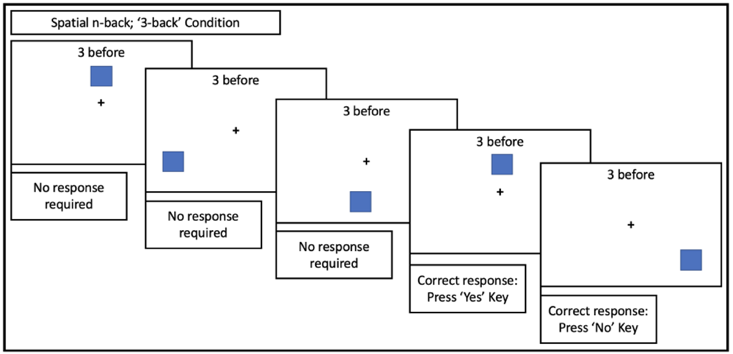 Spatial n-back; ‘3-back’ Condition
3 before
+
No response
required
3 before
+
No response
required
3 before
+
No response
required
3 before
+
Correct response:
Press ‘Yes’ Key
3 before
+
Correct response:
Press ‘No’ Key